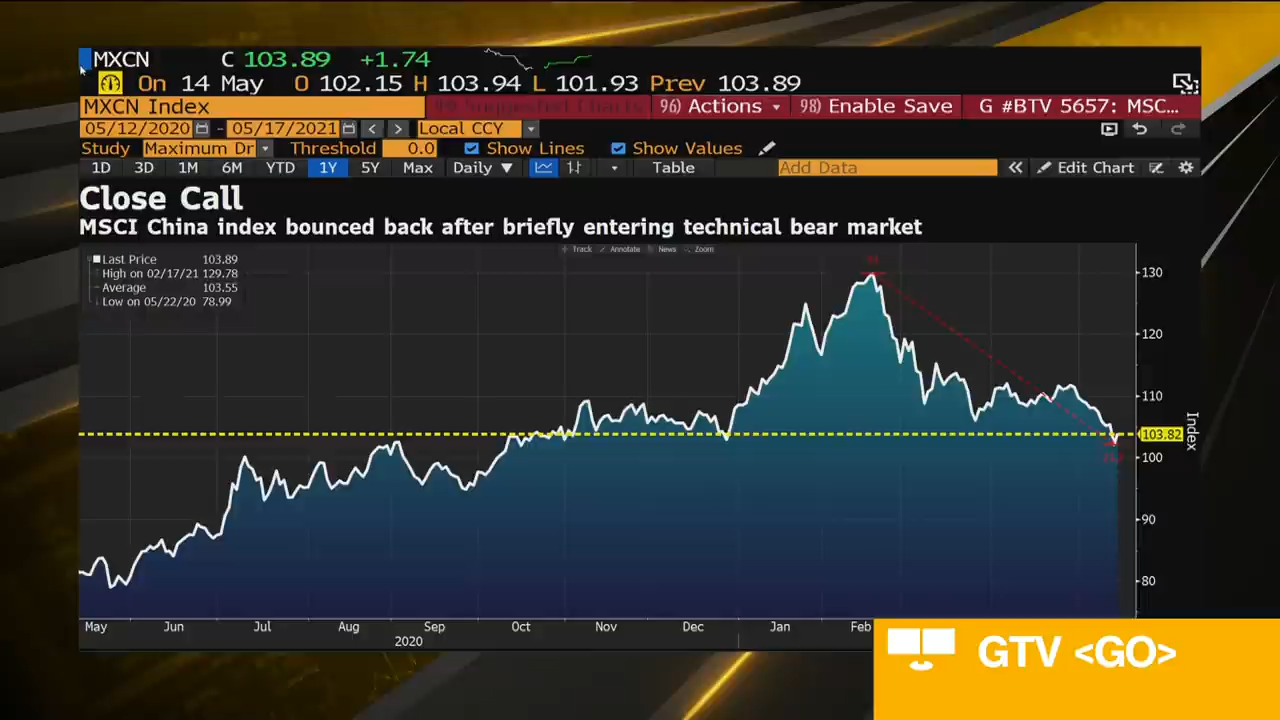 MXCN C 103.89 +1.74
On 14 May O 102.15 H 103.94 L 101.93 Prev 103.89
MXCN Index 96) Actions 98) Enable Save G #BTV 5657: MSC...
05/12/2020 - 05/17/2021 < > Local CCY
Study Maximum Dr Threshold 0.0 Show Lines Show Values
1D 3D 1M 6M YTD 1Y 5Y Max Daily Table Add Data « Edit Chart
Close Call
MSCI China index bounced back after briefly entering technical bear market
Track Annotate News Zoom
Last Price 103.89
High on 02/17/21 129.78
Average 103.55
Low on 05/22/20 78.99
130
120
110
103.82
100
90
80
Index
May Jun Jul Aug Sep Oct Nov Dec Jan Feb
2020
GTV <GO>